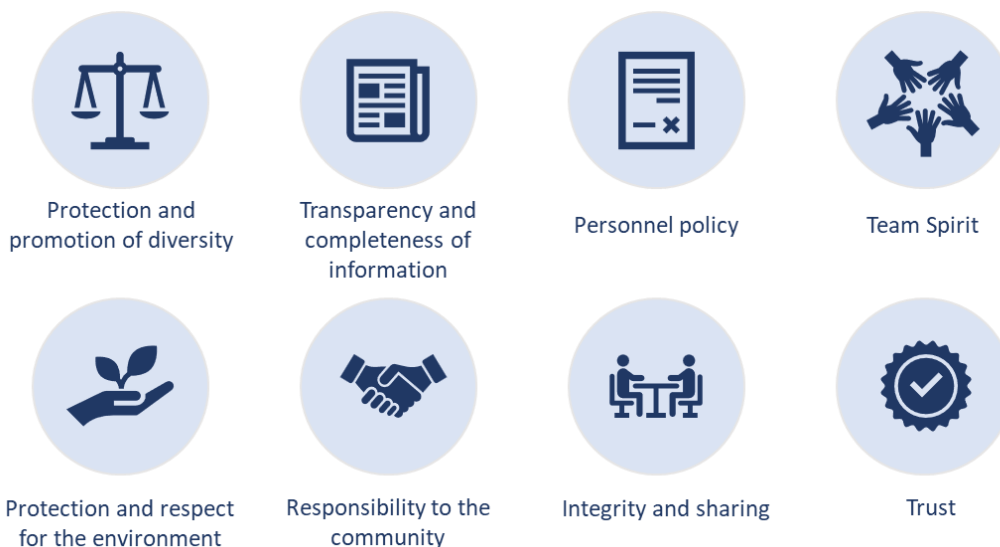 Protection and
promotion of diversity
Transparency and
completeness of
information
Personnel policy
Team Spirit
Protection and respect
for the environment
Responsibility to the
community
Integrity and sharing
Trust